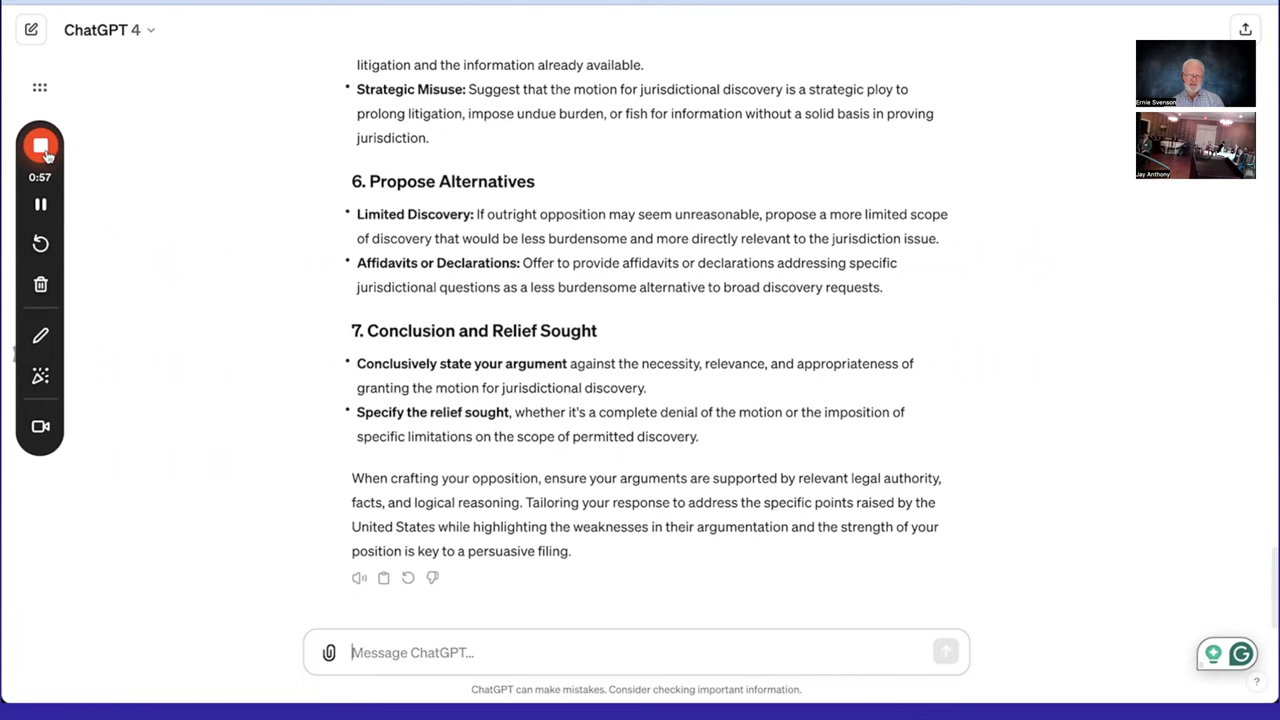 ChatGPT 4
litigation and the information already available.
• Strategic Misuse: Suggest that the motion for jurisdictional discovery is a strategic ploy to
prolong litigation, impose undue burden, or fish for information without a solid basis in proving
jurisdiction.
Ernie Svenson
Jay Anthony
0:57
6. Propose Alternatives
• Limited Discovery: If outright opposition may seem unreasonable, propose a more limited scope
of discovery that would be less burdensome and more directly relevant to the jurisdiction issue.
• Affidavits or Declarations: Offer to provide affidavits or declarations addressing specific
jurisdictional questions as a less burdensome alternative to broad discovery requests.
7. Conclusion and Relief Sought
• Conclusively state your argument against the necessity, relevance, and appropriateness of
granting the motion for jurisdictional discovery.
• Specify the relief sought, whether it's a complete denial of the motion or the imposition of
specific limitations on the scope of permitted discovery.
When crafting your opposition, ensure your arguments are supported by relevant legal authority,
facts, and logical reasoning. Tailoring your response to address the specific points raised by the
United States while highlighting the weaknesses in their argumentation and the strength of your
position is key to a persuasive filing.
Message ChatGPT...
ChatGPT can make mistakes. Consider checking important information.
?